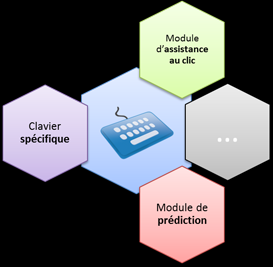 Module
d'assistance
au clic
Clavier
spécifique
...
Module de
prédiction